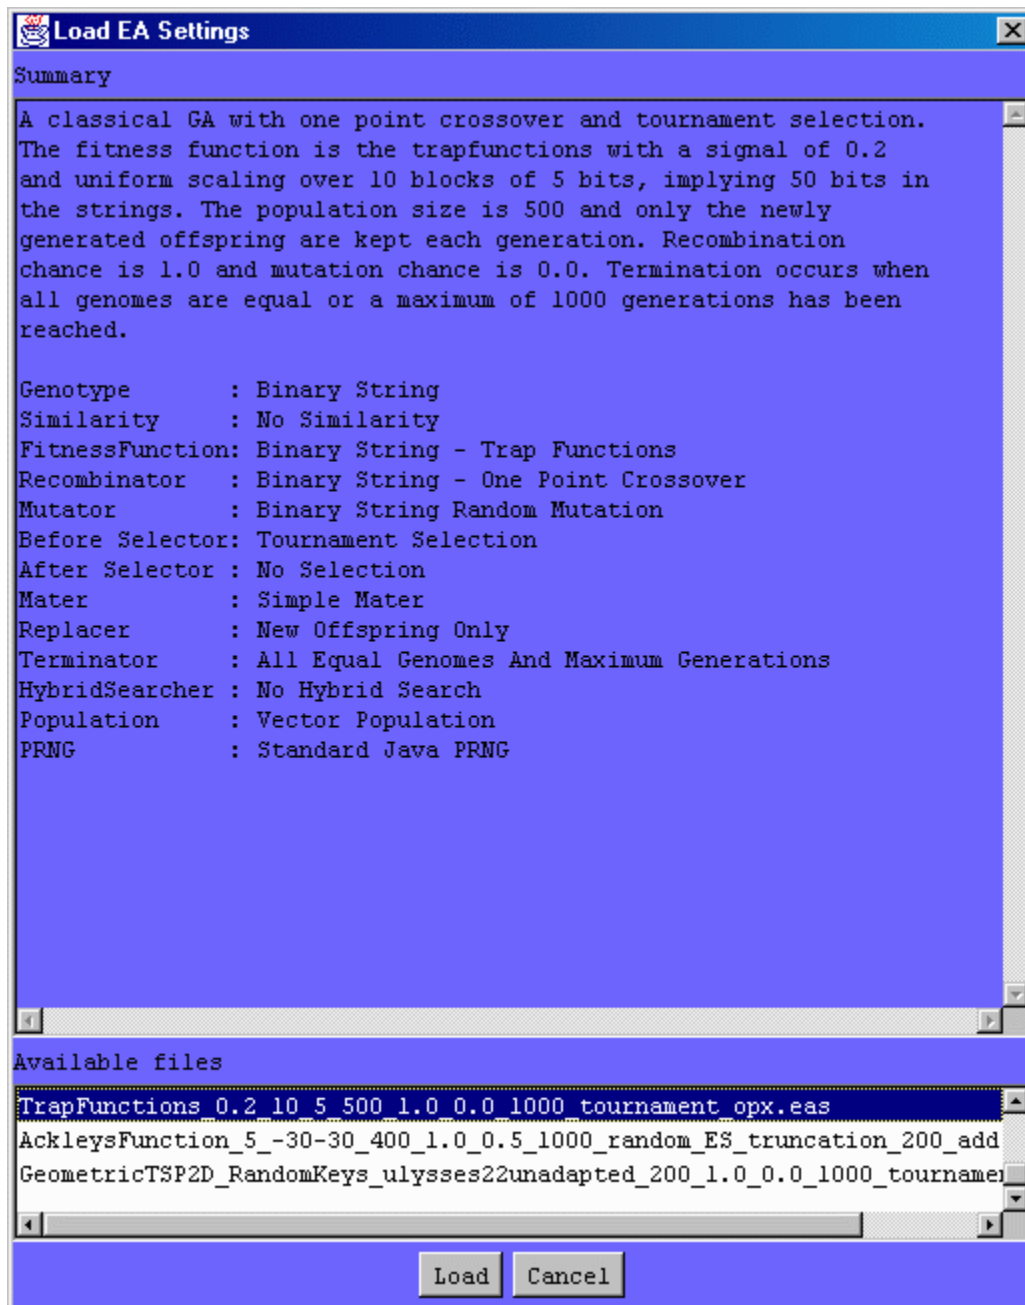 Load EA Settings
Summary
A classical GA with one point crossover and tournament selection.
The fitness function is the trapfunctions with a signal of 0.2
and uniform scaling over 10 blocks of 5 bits, implying 50 bits in
the strings. The population size is 500 and only the newly
generated offspring are kept each generation. Recombination
chance is 1.0 and mutation chance is 0.0. Termination occurs when
all genomes are equal or a maximum of 1000 generations has been
reached.
Genotype : Binary String
Similarity : No Similarity
FitnessFunction: Binary String - Trap Functions
Recombinator : Binary String - One Point Crossover
Mutator : Binary String Random Mutation
Before Selector: Tournament Selection
After Selector : No Selection
Mater : Simple Mater
Replacer : New Offspring Only
Terminator : All Equal Genomes And Maximum Generations
HybridSearcher : No Hybrid Search
Population : Vector Population
PRNG : Standard Java PRNG
Available files
TrapFunctions_0.2_10_5_500_1.0_0.0_1000_tournament_opx.eas
AckleysFunction_5_-30-30_400_1.0_0.5_1000_random_ES_truncation_200_add
GeometricTSP2D_RandomKeys_ulysses22unadapted_200_1.0_0.0_1000_tourname
Load Cancel